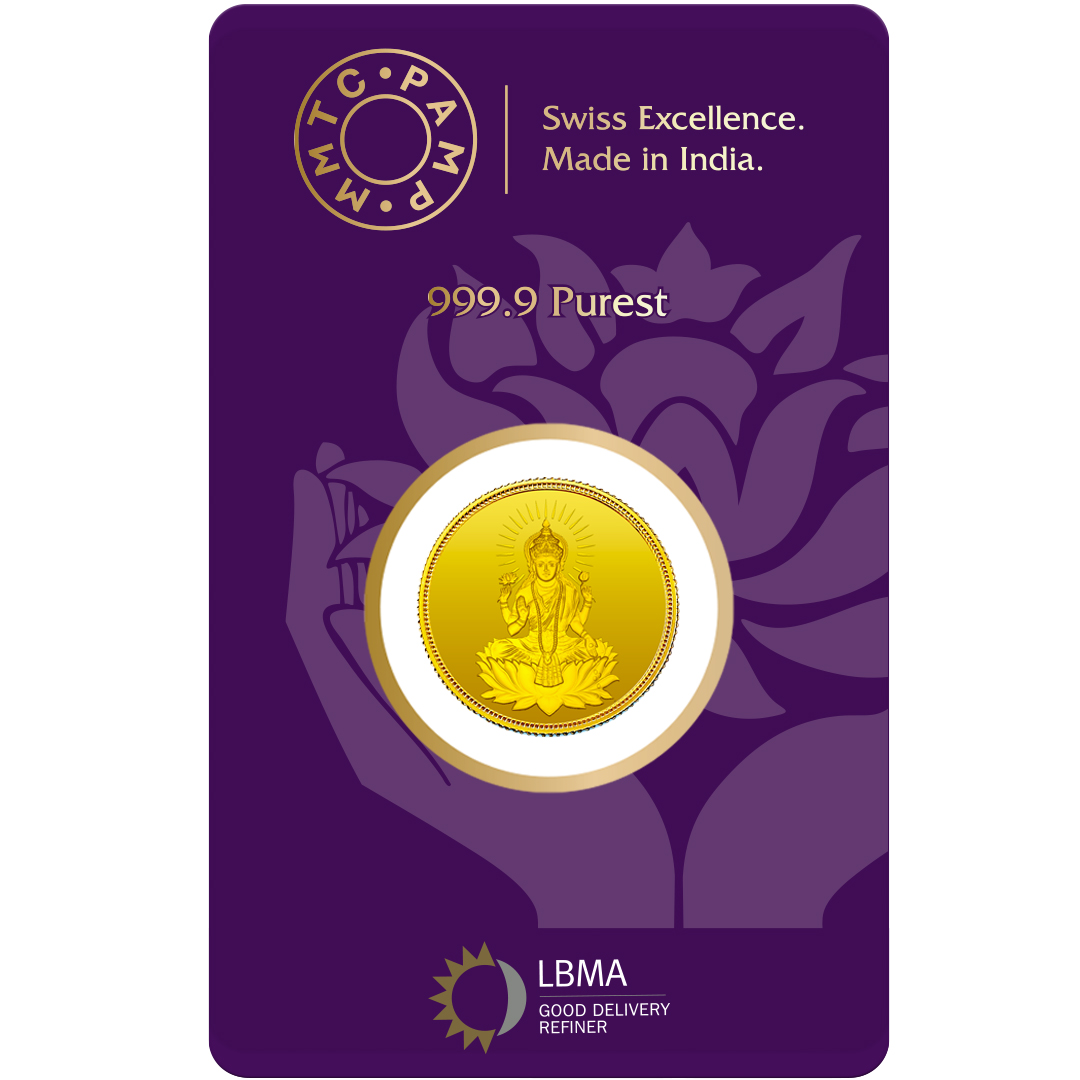 MMTC • PAMP •
Swiss Excellence.
Made in India.
999.9 Purest
LBMA
GOOD DELIVERY
REFINER